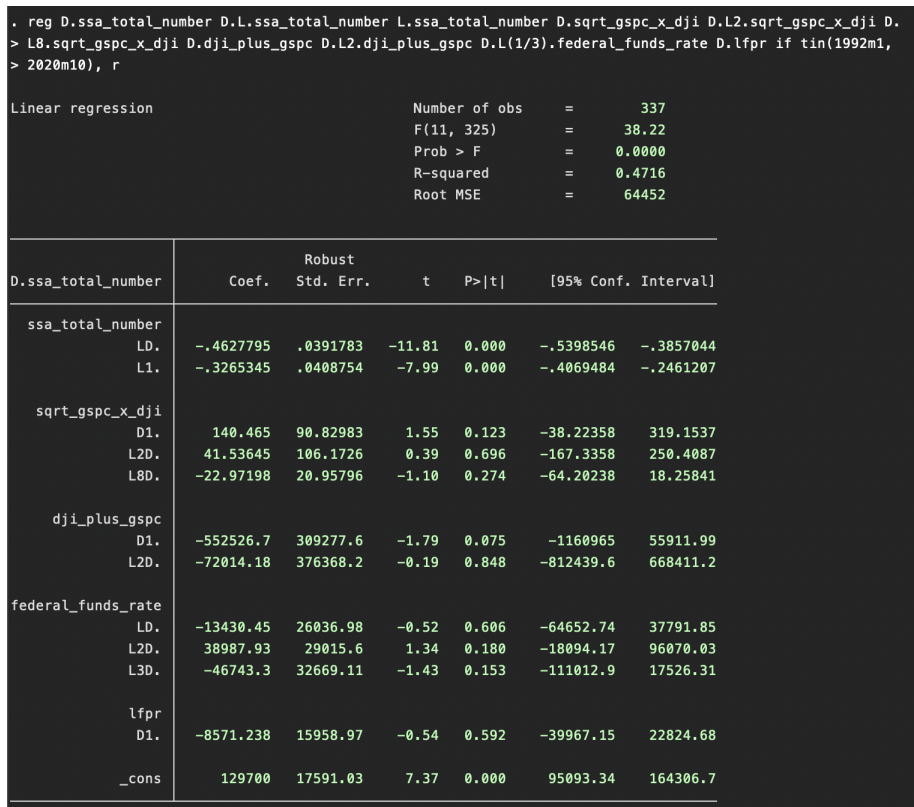 . reg D.ssa_total_number D.L.ssa_total_number L.ssa_total_number D.sqrt_gspc_x_dji D.L2.sqrt_gspc_x_dji D.
> L8.sqrt_gspc_x_dji D.dji_plus_gspc D.L2.dji_plus_gspc D.L(1/3).federal_funds_rate D.lfpr if tin(1992m1,
> 2020m10), r
Linear regression Number of obs = 337
F(11, 325) = 38.22
Prob > F = 0.0000
R-squared = 0.4716
Root MSE = 64452
Robust
D.ssa_total_number Coef. Std. Err. t P>|t| [95% Conf. Interval]
ssa_total_number
LD. -.4627795 .0391783 -11.81 0.000 -.5398546 -.3857044
L1. -.3265345 .0408754 -7.99 0.000 -.4069484 -.2461207
sqrt_gspc_x_dji
D1. 140.465 90.82983 1.55 0.123 -38.22358 319.1537
L2D. 41.53645 106.1726 0.39 0.696 -167.3358 250.4087
L8D. -22.97198 20.95796 -1.10 0.274 -64.20238 18.25841
dji_plus_gspc
D1. -552526.7 309277.6 -1.79 0.075 -1160965 55911.99
L2D. -72014.18 376368.2 -0.19 0.848 -812439.6 668411.2
federal_funds_rate
LD. -13430.45 26036.98 -0.52 0.606 -64652.74 37791.85
L2D. 38987.93 29015.6 1.34 0.180 -18094.17 96070.03
L3D. -46743.3 32669.11 -1.43 0.153 -111012.9 17526.31
lfpr
D1. -8571.238 15958.97 -0.54 0.592 -39967.15 22824.68
_cons 129700 17591.03 7.37 0.000 95093.34 164306.7